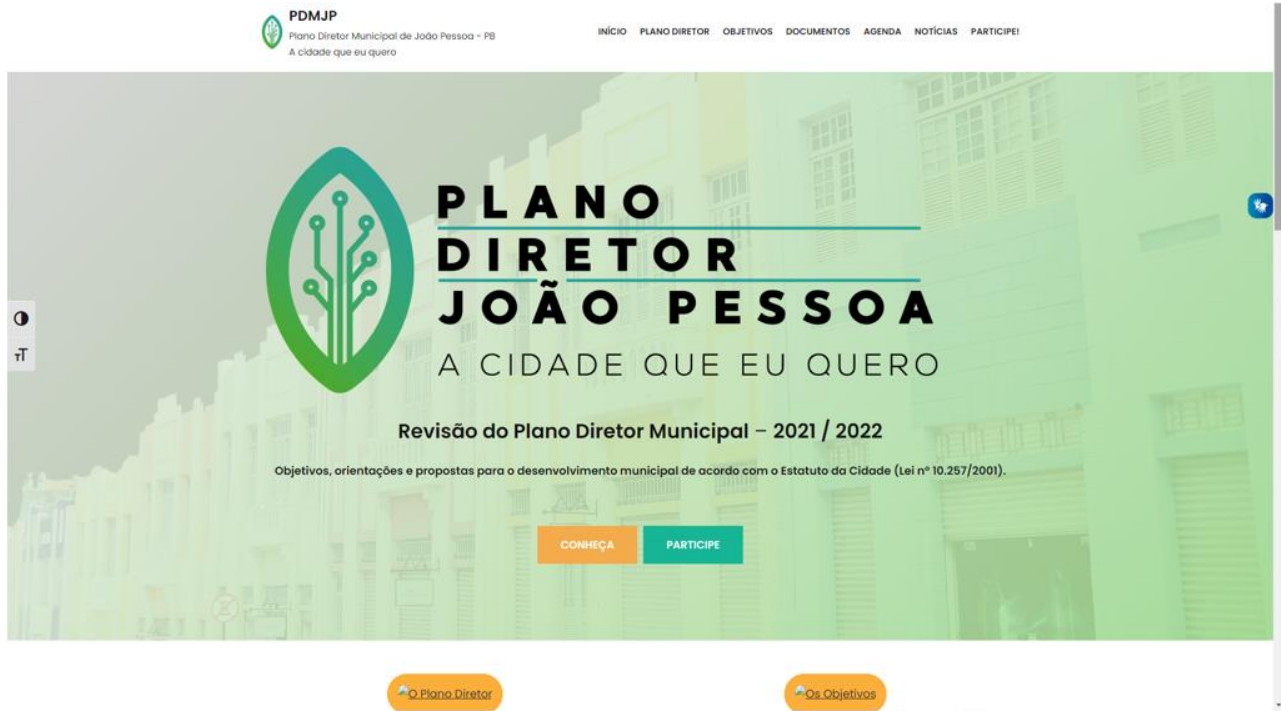 PDMJP
Plano Diretor Municipal de João Pessoa - PB
A cidade que eu quero
INÍCIO PLANO DIRETOR OBJETIVOS DOCUMENTOS AGENDA NOTÍCIAS PARTICIPE!
PLANO
DIRETOR
JOÃO PESSOA
A CIDADE QUE EU QUERO
Revisão do Plano Diretor Municipal – 2021 / 2022
Objetivos, orientações e propostas para o desenvolvimento municipal de acordo com o Estatuto da Cidade (Lei nº 10.257/2001).
CONHEÇA PARTICIPE
O Plano Diretor Os Objetivos